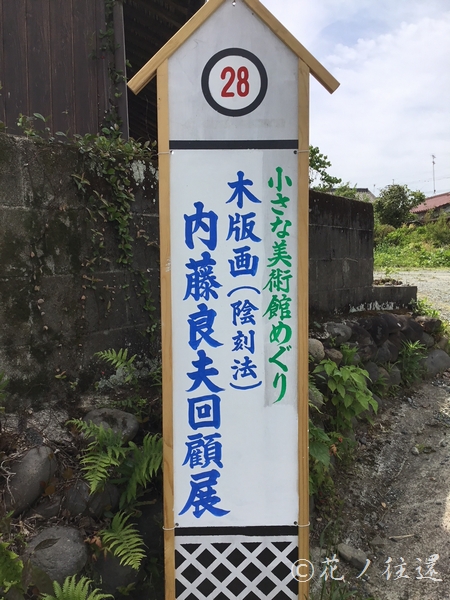 28
小さな美術館めぐり
木版画(陰刻法)
内藤良夫回顧展
©花ノ往還